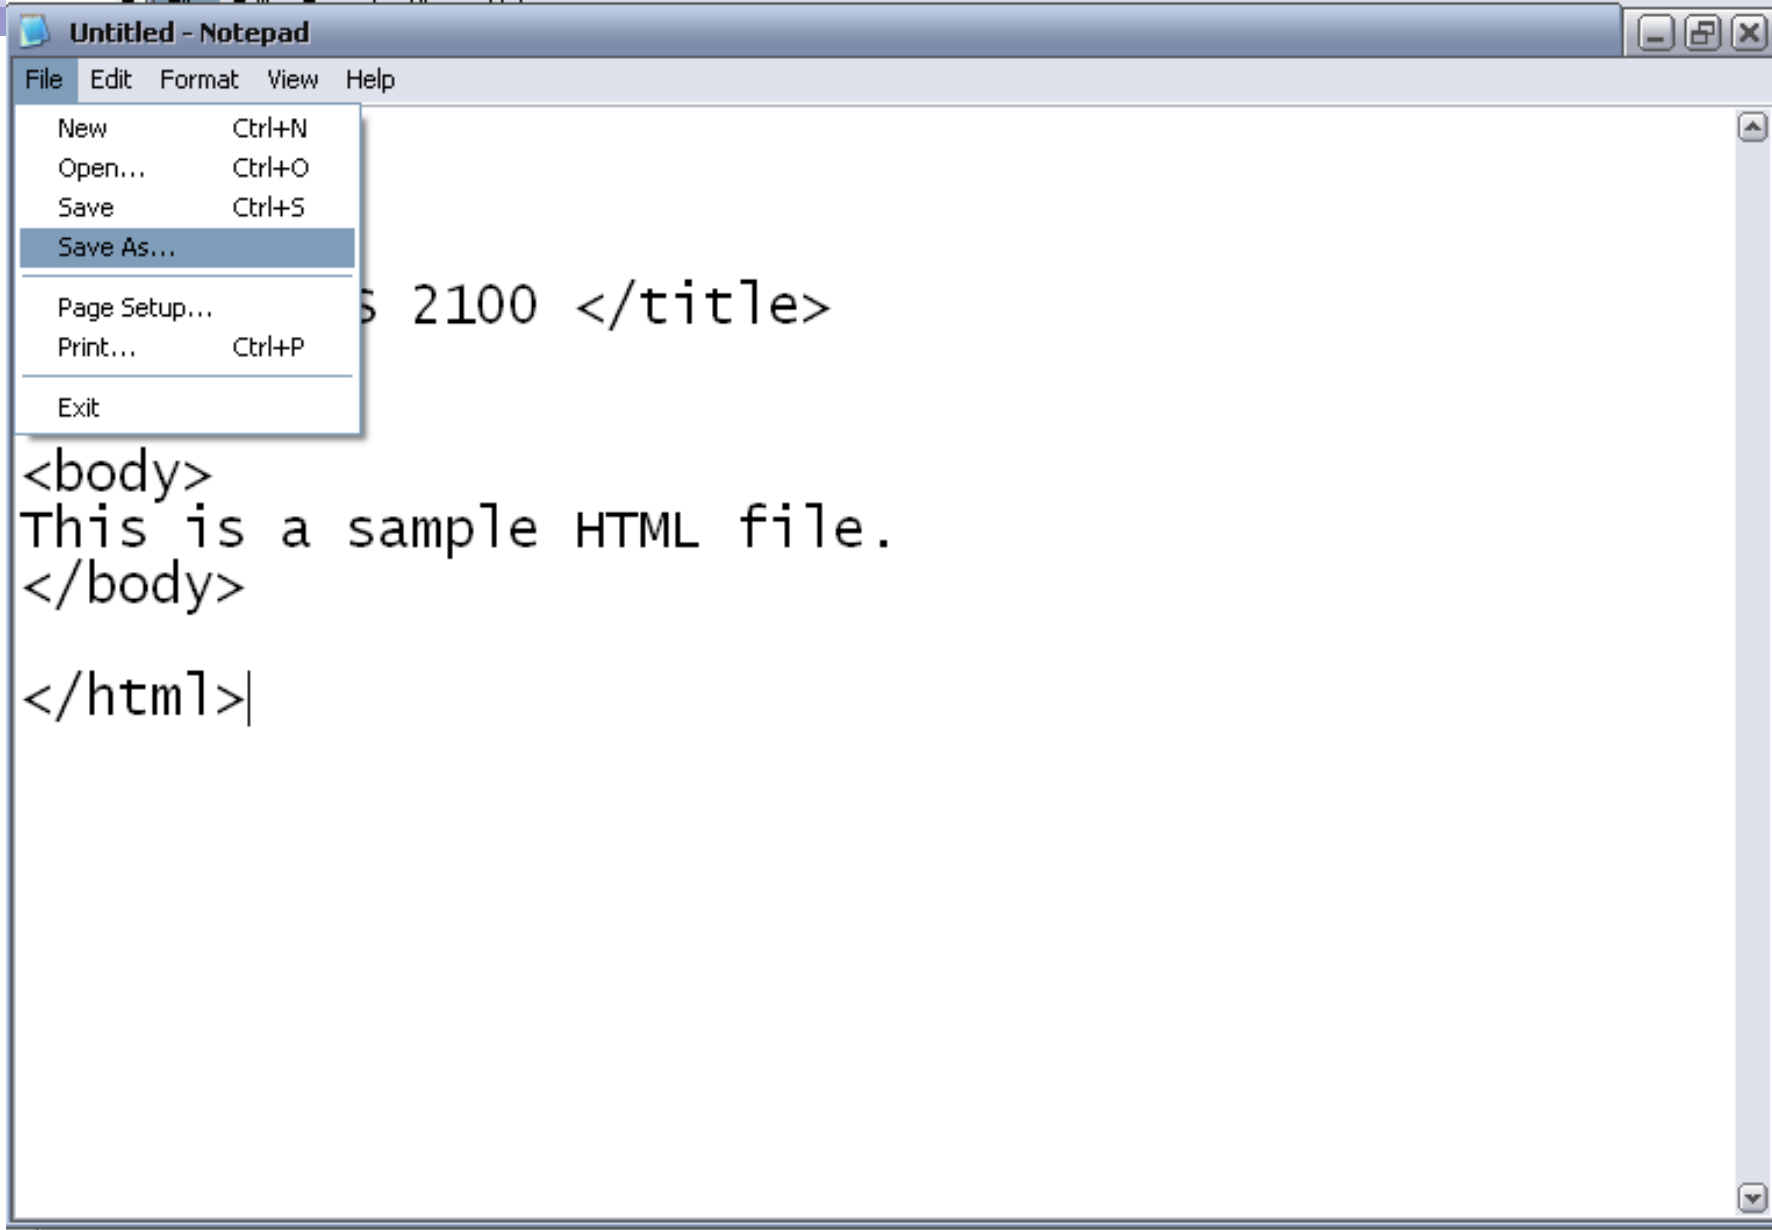 Untitled - Notepad
File Edit Format View Help
New Ctrl+N
Open... Ctrl+O
Save Ctrl+S
Save As...
Page Setup...
Print... Ctrl+P
Exit
2100 </title>
<body>
This is a sample HTML file.
</body>
</html>